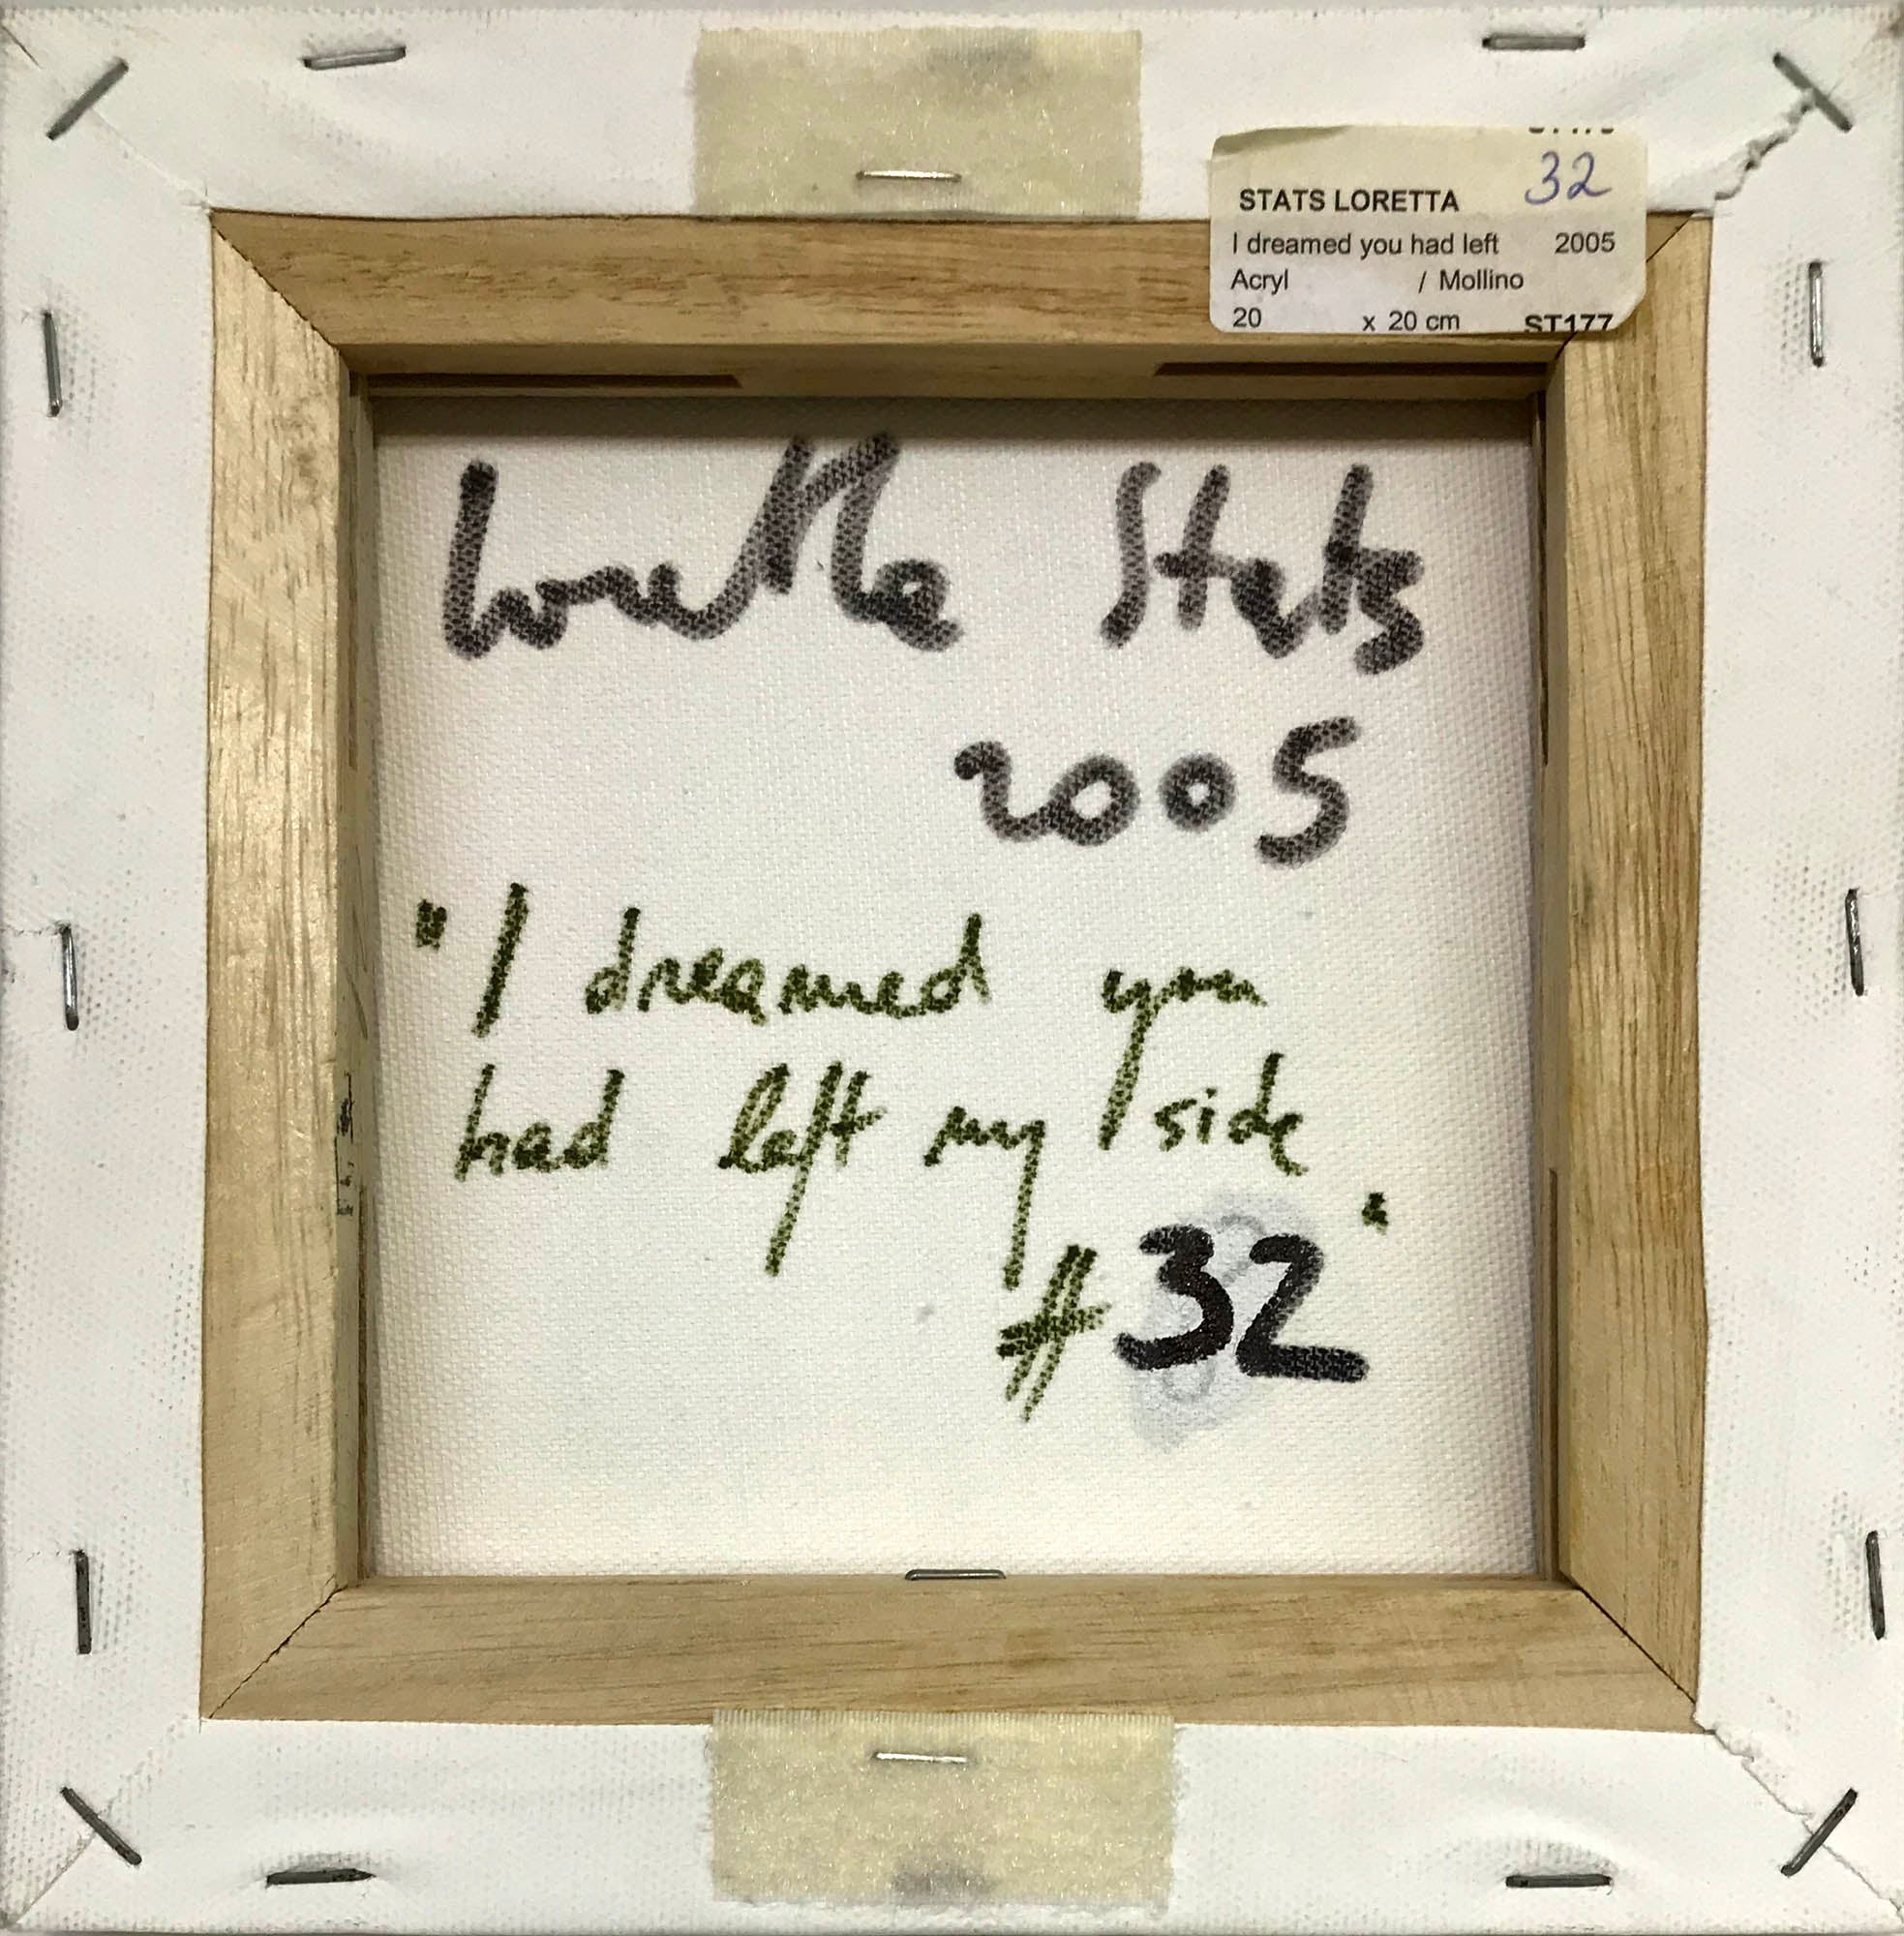 32
STATS LORETTA
I dreamed you had left 2005
Acryl / Mollino
20 x 20 cm ST177
Loretta Stats
2005
"I dreamed you
had left my side"
#32